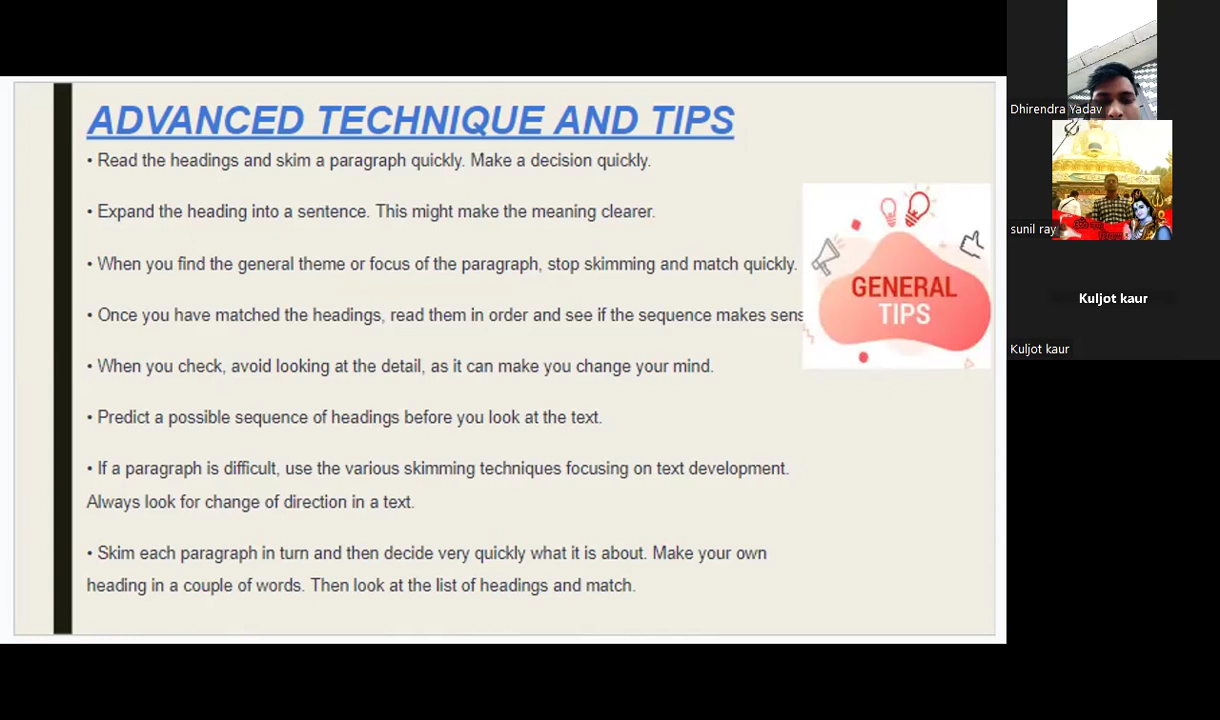 ADVANCED TECHNIQUE AND TIPS
• Read the headings and skim a paragraph quickly. Make a decision quickly.
• Expand the heading into a sentence. This might make the meaning clearer.
• When you find the general theme or focus of the paragraph, stop skimming and match quickly.
• Once you have matched the headings, read them in order and see if the sequence makes sens
• When you check, avoid looking at the detail, as it can make you change your mind.
• Predict a possible sequence of headings before you look at the text.
• If a paragraph is difficult, use the various skimming techniques focusing on text development.
Always look for change of direction in a text.
• Skim each paragraph in turn and then decide very quickly what it is about. Make your own
heading in a couple of words. Then look at the list of headings and match.
GENERAL
TIPS
Dhirendra Yadav
sunil ray
Kuljot kaur
Kuljot kaur